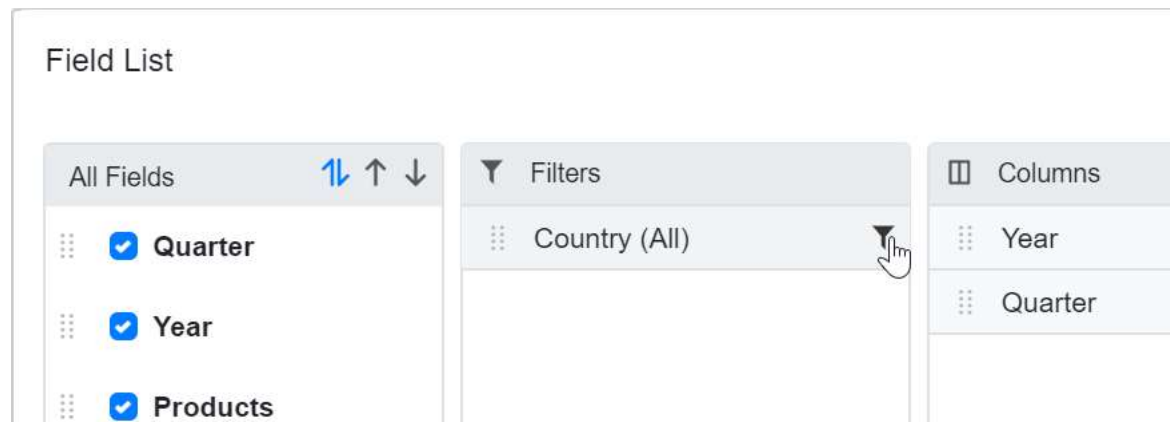 Field List
All Fields
Filters
Columns
Quarter
Year
Products
Country (All)
Year
Quarter